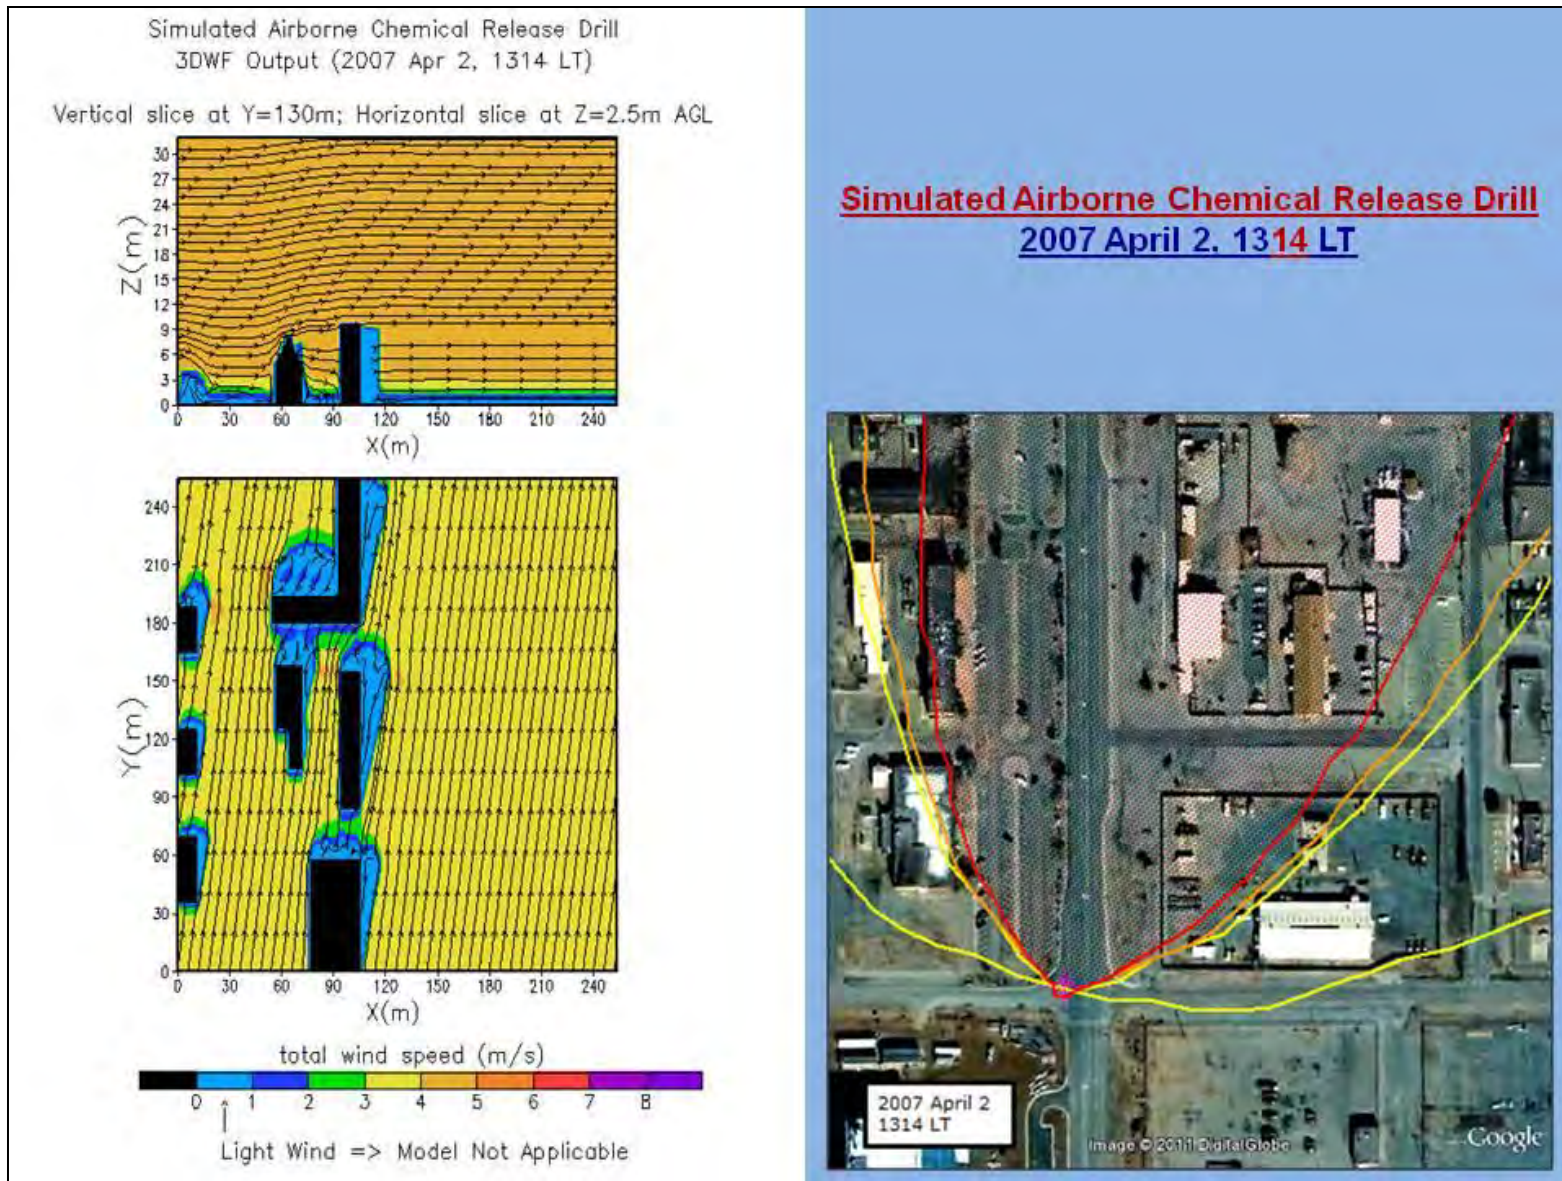 Simulated Airborne Chemical Release Drill
3DWF Output (2007 Apr 2, 1314 LT)
Vertical slice at Y=130m; Horizontal slice at Z=2.5m AGL
30
27
24
21
18
15
12
9
6
3
0
Z(m)
0 30 60 90 120 150 180 210 240
X(m)
240
210
180
150
120
90
60
30
0
Y(m)
0 30 60 90 120 150 180 210 240
X(m)
total wind speed (m/s)
0 1 2 3 4 5 6 7 8
Light Wind => Model Not Applicable
Simulated Airborne Chemical Release Drill
2007 April 2. 1314 LT
2007 April 2
1314 LT
Image © 2011 DigitalGlobe
Google